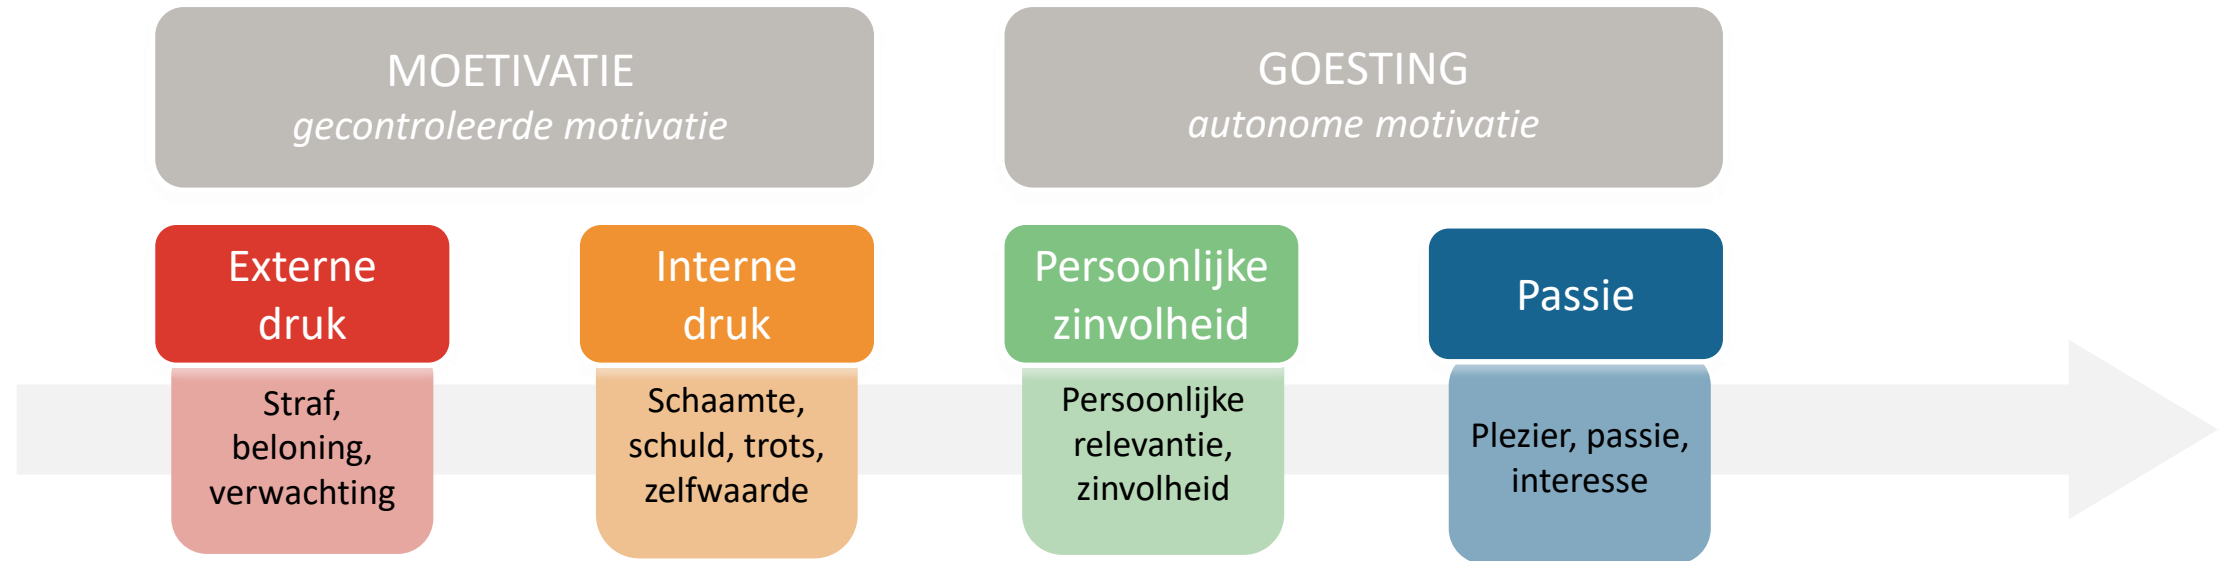 MOETIVATIE
gecontroleerde motivatie
GOESTING
autonome motivatie
Externe
druk
Straf,
beloning,
verwachting
Interne
druk
Schaamte,
schuld, trots,
zelfwaarde
Persoonlijke
zinvolheid
Persoonlijke
relevantie,
zinvolheid
Passie
Plezier, passie,
interesse